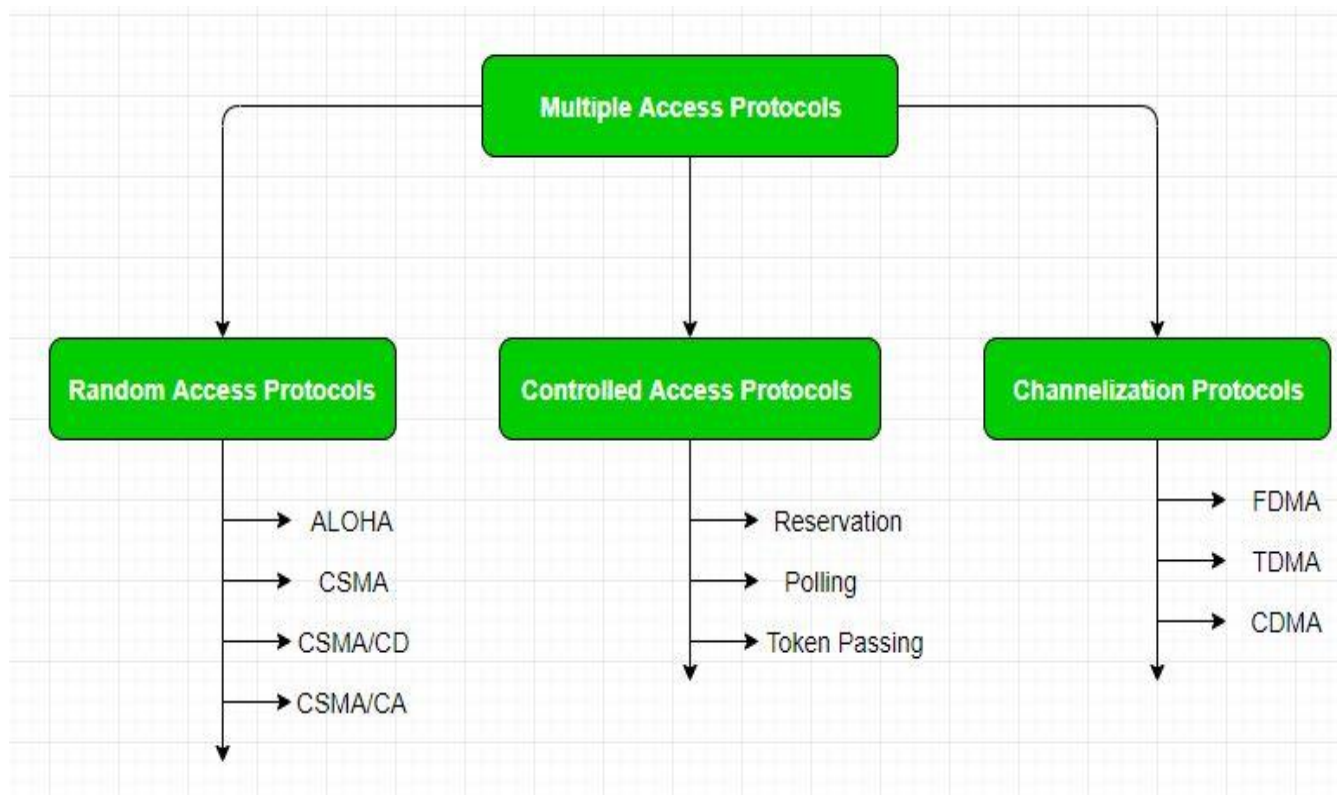 Multiple Access Protocols
Random Access Protocols
Controlled Access Protocols
Channelization Protocols
ALOHA
CSMA
CSMA/CD
CSMA/CA
Reservation
Polling
Token Passing
FDMA
TDMA
CDMA